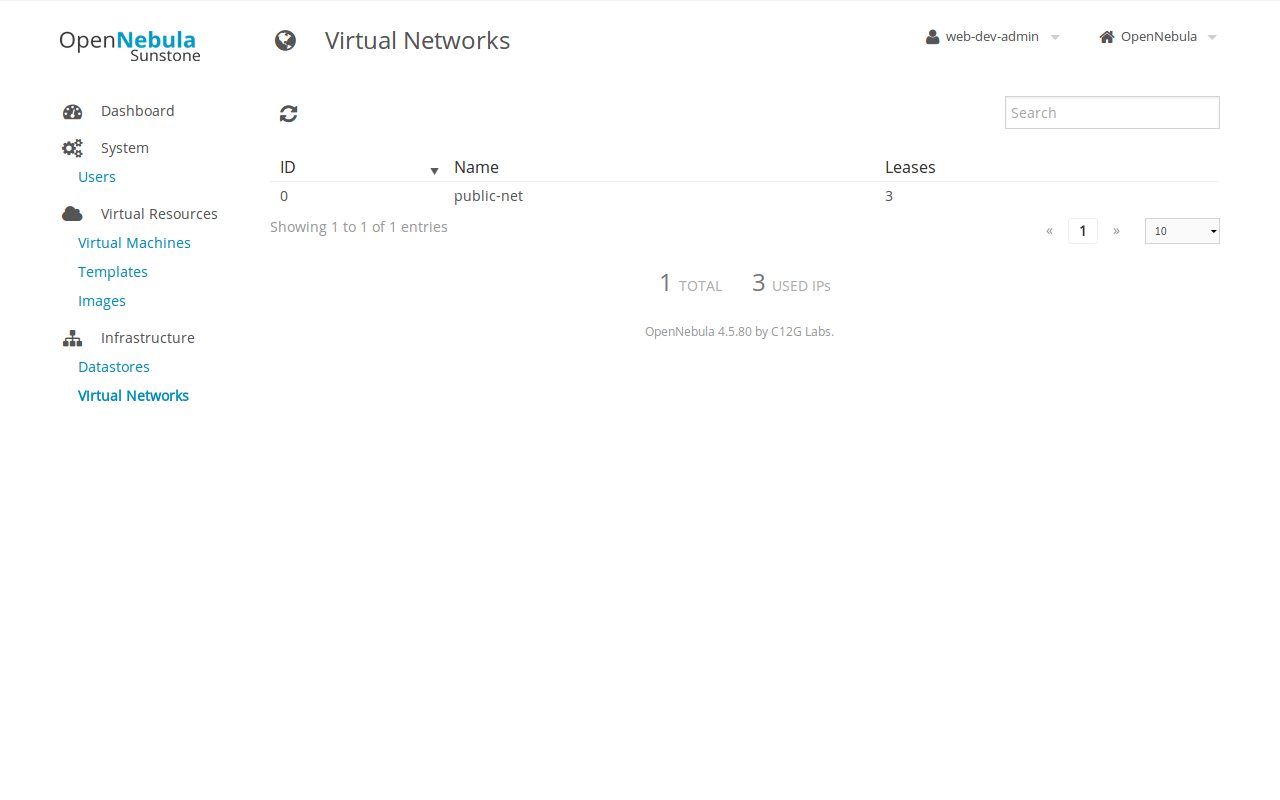 OpenNebula
Sunstone
Virtual Networks
web-dev-admin
OpenNebula
Dashboard
System
Users
Virtual Resources
Virtual Machines
Templates
Images
Infrastructure
Datastores
VIrtual Networks
Search
ID Name Leases
0 public-net 3
Showing 1 to 1 of 1 entries
« 1 » 10
1 TOTAL 3 USED IPs
OpenNebula 4.5.80 by C12G Labs.